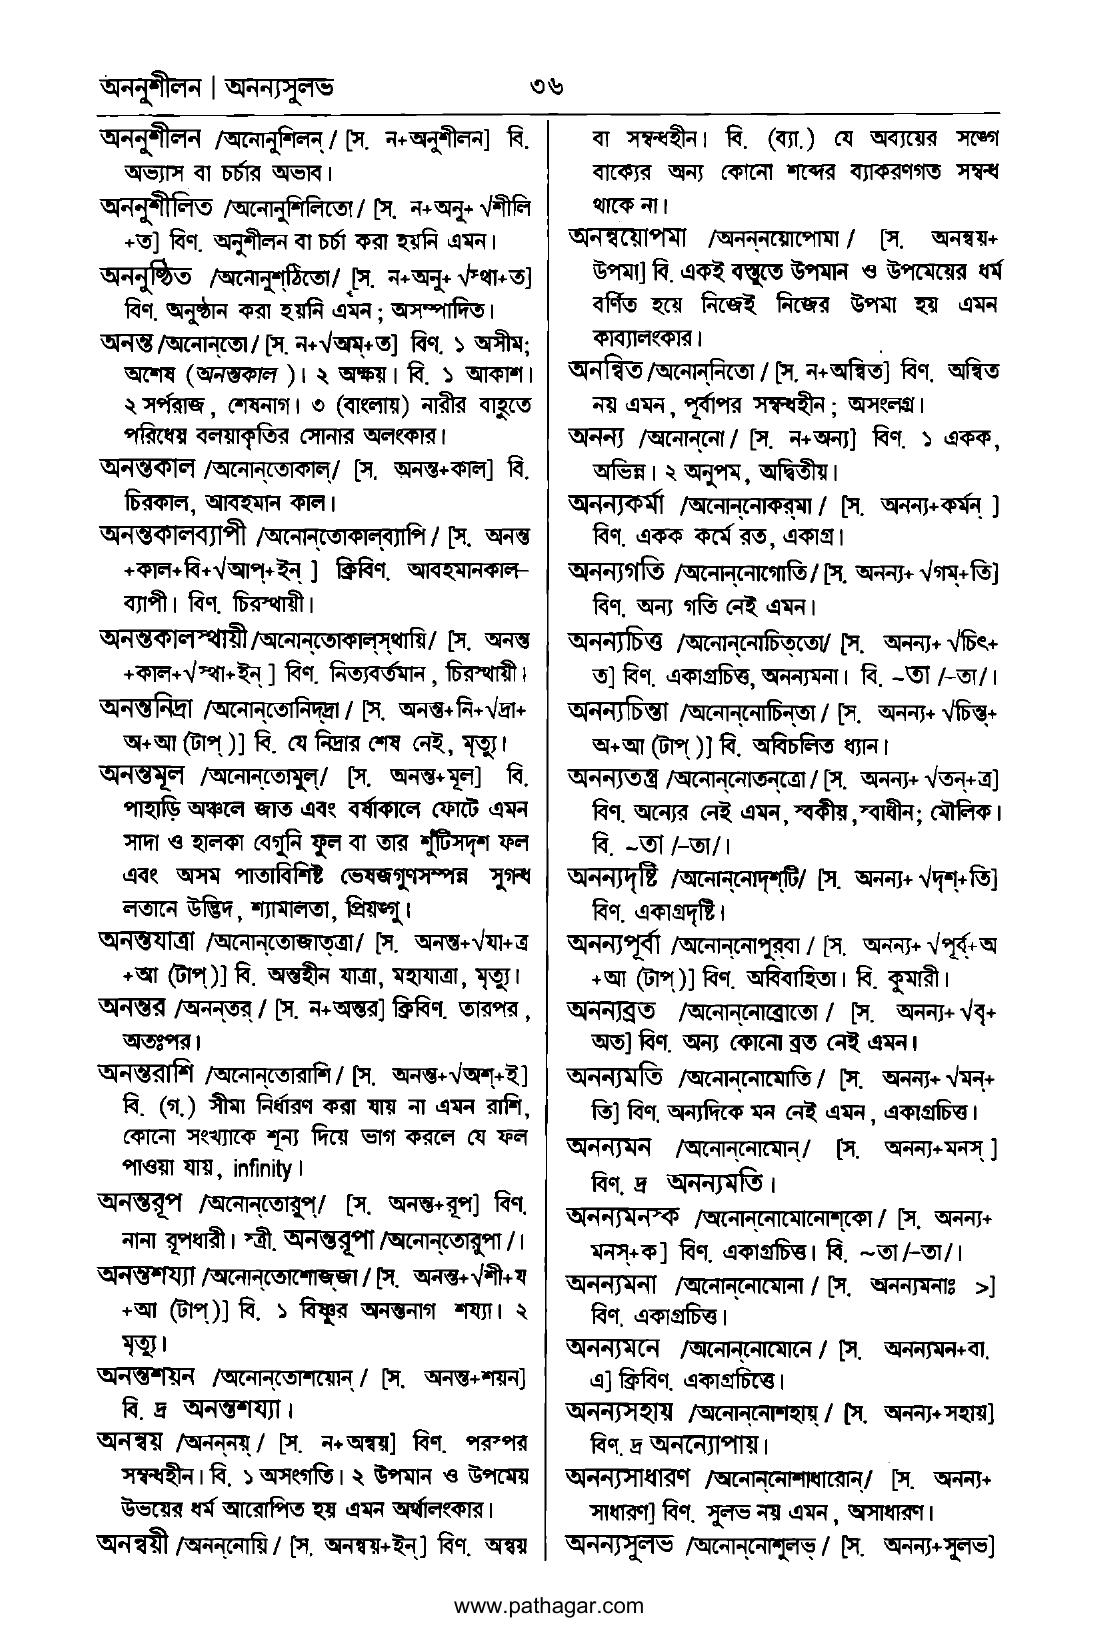 অননুশীলন | অনন্যসুলভ ৩৬
অননুশীলন /অনোনুশিলন্ / [স. ন+অনুশীলন] বি.
অভ্যাস বা চর্চার অভাব।
অননুশীলিত /অনোনুশিলিতো / [স. ন+অনু+ √শীলি
+ত] বিণ. অনুশীলন বা চর্চা করা হয়নি এমন।
অননুষ্ঠিত /অনোনুশ্‌ঠিতো/ [স. ন+অনু+ √স্থা+ত]
বিণ. অনুষ্ঠান করা হয়নি এমন ; অসম্পাদিত।
অনন্ত /অনোন্‌তো / [স. ন+√অম্+ত] বিণ. ১ অসীম;
অশেষ (অনন্তকাল )। ২ অক্ষয়। বি. ১ আকাশ।
২ সর্পরাজ, শেষনাগ। ৩ (বাংলায়) নারীর বাহুতে
পরিধেয় বলয়াকৃতির সোনার অলংকার।
অনন্তকাল /অনোন্‌তোকাল্/ [স. অনন্ত+কাল] বি.
চিরকাল, আবহমান কাল।
অনন্তকালব্যাপী /অনোন্‌তোকাল্‌ব্যাপি / [স. অনন্ত
+কাল+বি+√আপ্+ইন্ ] ক্রিবিণ. আবহমানকাল–
ব্যাপী। বিণ. চিরস্থায়ী।
অনন্তকালস্থায়ী /অনোন্‌তোকাল্‌স্‌থায়ি / [স. অনন্ত
+কাল+√স্থা+ইন্ ] বিণ. নিত্যবর্তমান , চিরস্থায়ী।
অনন্তনিদ্রা /অনোন্‌তোনিদ্‌দ্রা / [স. অনন্ত+নি+√দ্রা+
অ+আ (টাপ্ )] বি. যে নিদ্রার শেষ নেই , মৃত্যু।
অনন্তমূল /অনোন্‌তোমুল্/ [স. অনন্ত+মূল] বি.
পাহাড়ি অঞ্চলে জাত এবং বর্ষাকালে ফোটে এমন
সাদা ও হালকা বেগুনি ফুল বা তার শুঁটিসদৃশ ফল
এবং অসম পাতাবিশিষ্ট ভেষজগুণসম্পন্ন সুগন্ধ
লতানে উদ্ভিদ , শ্যামালতা, প্রিয়ঙ্গু।
অনন্তযাত্রা /অনোন্‌তোজাত্‌ত্রা / [স. অনন্ত+√যা+ত্র
+আ (টাপ্)] বি. অন্তহীন যাত্রা, মহাযাত্রা, মৃত্যু।
অনন্তর /অনন্‌তর্ / [স. ন+অন্তর] ক্রিবিণ. তারপর ,
অতঃপর।
অনন্তরাশি /অনোন্‌তোরাশি / [স. অনন্ত+√অশ্+ই]
বি. (গ.) সীমা নির্ধারণ করা যায় না এমন রাশি,
কোনো সংখ্যাকে শূন্য দিয়ে ভাগ করলে যে ফল
পাওয়া যায় , infinity।
অনন্তরূপ /অনোন্‌তোরুপ্/ [স. অনন্ত+রূপ] বিণ.
নানা রূপধারী। স্ত্রী. অনন্তরূপা /অনোন্‌তোরুপা /।
অনন্তশয্যা /অনোন্‌তোশোজ্‌জা / [স. অনন্ত+√শী+য
+আ (টাপ্)] বি. ১ বিষ্ণুর অনন্তনাগ শয্যা। ২
মৃত্যু।
অনন্তশয়ন /অনোন্‌তোশয়োন্ / [স. অনন্ত+শয়ন]
বি. দ্র অনন্তশয্যা।
অনন্বয় /অনন্‌নয়্ / [স. ন+অন্বয়] বিণ. পরস্পর
সম্বন্ধহীন। বি. ১ অসংগতি। ২ উপমান ও উপমেয়
উভয়ের ধর্ম আরোপিত হয় এমন অর্থালংকার।
অনন্বয়ী /অনন্‌নোয়ি / [স. অনন্বয়+ইন্ ] বিণ. অন্বয়
বা সম্বন্ধহীন। বি. (ব্যা.) যে অব্যয়ের সঙ্গে
বাক্যের অন্য কোনো শব্দের ব্যাকরণগত সম্বন্ধ
থাকে না।
অনন্বয়োপমা /অনন্‌নয়োপোমা / [স. অনন্বয়+
উপমা] বি. একই বস্তুতে উপমান ও উপমেয়ের ধর্ম
বর্ণিত হয়ে নিজেই নিজের উপমা হয় এমন
কাব্যালংকার।
অনন্বিত /অনোন্‌নিতো / [স. ন+অন্বিত] বিণ. অন্বিত
নয় এমন , পূর্বাপর সম্বন্ধহীন ; অসংলগ্ন।
অনন্য /অনোন্‌নো / [স. ন+অন্য] বিণ. ১ একক,
অভিন্ন। ২ অনুপম , অদ্বিতীয়।
অনন্যকর্মা /অনোন্‌নোকর্‌মা / [স. অনন্য+কর্মন্ ]
বিণ. একক কর্মে রত, একাগ্র।
অনন্যগতি /অনোন্‌নোগোতি / [স. অনন্য+ √গম্+তি]
বিণ. অন্য গতি নেই এমন।
অনন্যচিত্ত /অনোন্‌নোচিত্‌তো/ [স. অনন্য+ √চিৎ+
ত] বিণ. একাগ্রচিত্ত, অনন্যমনা। বি. ~তা /–তা/।
অনন্যচিন্তা /অনোন্‌নোচিন্‌তা / [স. অনন্য+ √চিন্ত্+
অ+আ (টাপ্ )] বি. অবিচলিত ধ্যান।
অনন্যতন্ত্র /অনোন্‌নোতন্‌ত্রো / [স. অনন্য+ √তন্+ত্র]
বিণ. অন্যের নেই এমন, স্বকীয়, স্বাধীন; মৌলিক।
বি. ~তা /–তা/।
অনন্যদৃষ্টি /অনোন্‌নোদৃশ্‌টি/ [স. অনন্য+ √দৃশ্+তি]
বিণ. একাগ্রদৃষ্টি।
অনন্যপূর্বা /অনোন্‌নোপুর্‌বা / [স. অনন্য+ √পূর্ব্+অ
+আ (টাপ্)] বিণ. অবিবাহিতা। বি. কুমারী।
অনন্যব্রত /অনোন্‌নোব্রোতো / [স. অনন্য+ √বৃ+
অত] বিণ. অন্য কোনো ব্রত নেই এমন।
অনন্যমতি /অনোন্‌নোমোতি / [স. অনন্য+ √মন্+
তি] বিণ. অন্যদিকে মন নেই এমন , একাগ্রচিত্ত।
অনন্যমন /অনোন্‌নোমোন্/ [স. অনন্য+মনস্ ]
বিণ. দ্র অনন্যমতি।
অনন্যমনস্ক /অনোন্‌নোমোনোশ্‌কো / [স. অনন্য+
মনস্+ক] বিণ. একাগ্রচিত্ত। বি. ~তা /–তা/।
অনন্যমনা /অনোন্‌নোমোনা / [স. অনন্যমনাঃ >]
বিণ. একাগ্রচিত্ত।
অনন্যমনে /অনোন্‌নোমোনে / [স. অনন্যমন+বা.
এ] ক্রিবিণ. একাগ্রচিত্তে।
অনন্যসহায় /অনোন্‌নোশহায়্ / [স. অনন্য+সহায়]
বিণ. দ্র অনন্যোপায়।
অনন্যসাধারণ /অনোন্‌নোশাধারোন্/ [স. অনন্য+
সাধারণ] বিণ. সুলভ নয় এমন , অসাধারণ।
অনন্যসুলভ /অনোন্‌নোশুলভ্ / [স. অনন্য+সুলভ]
www.pathagar.com